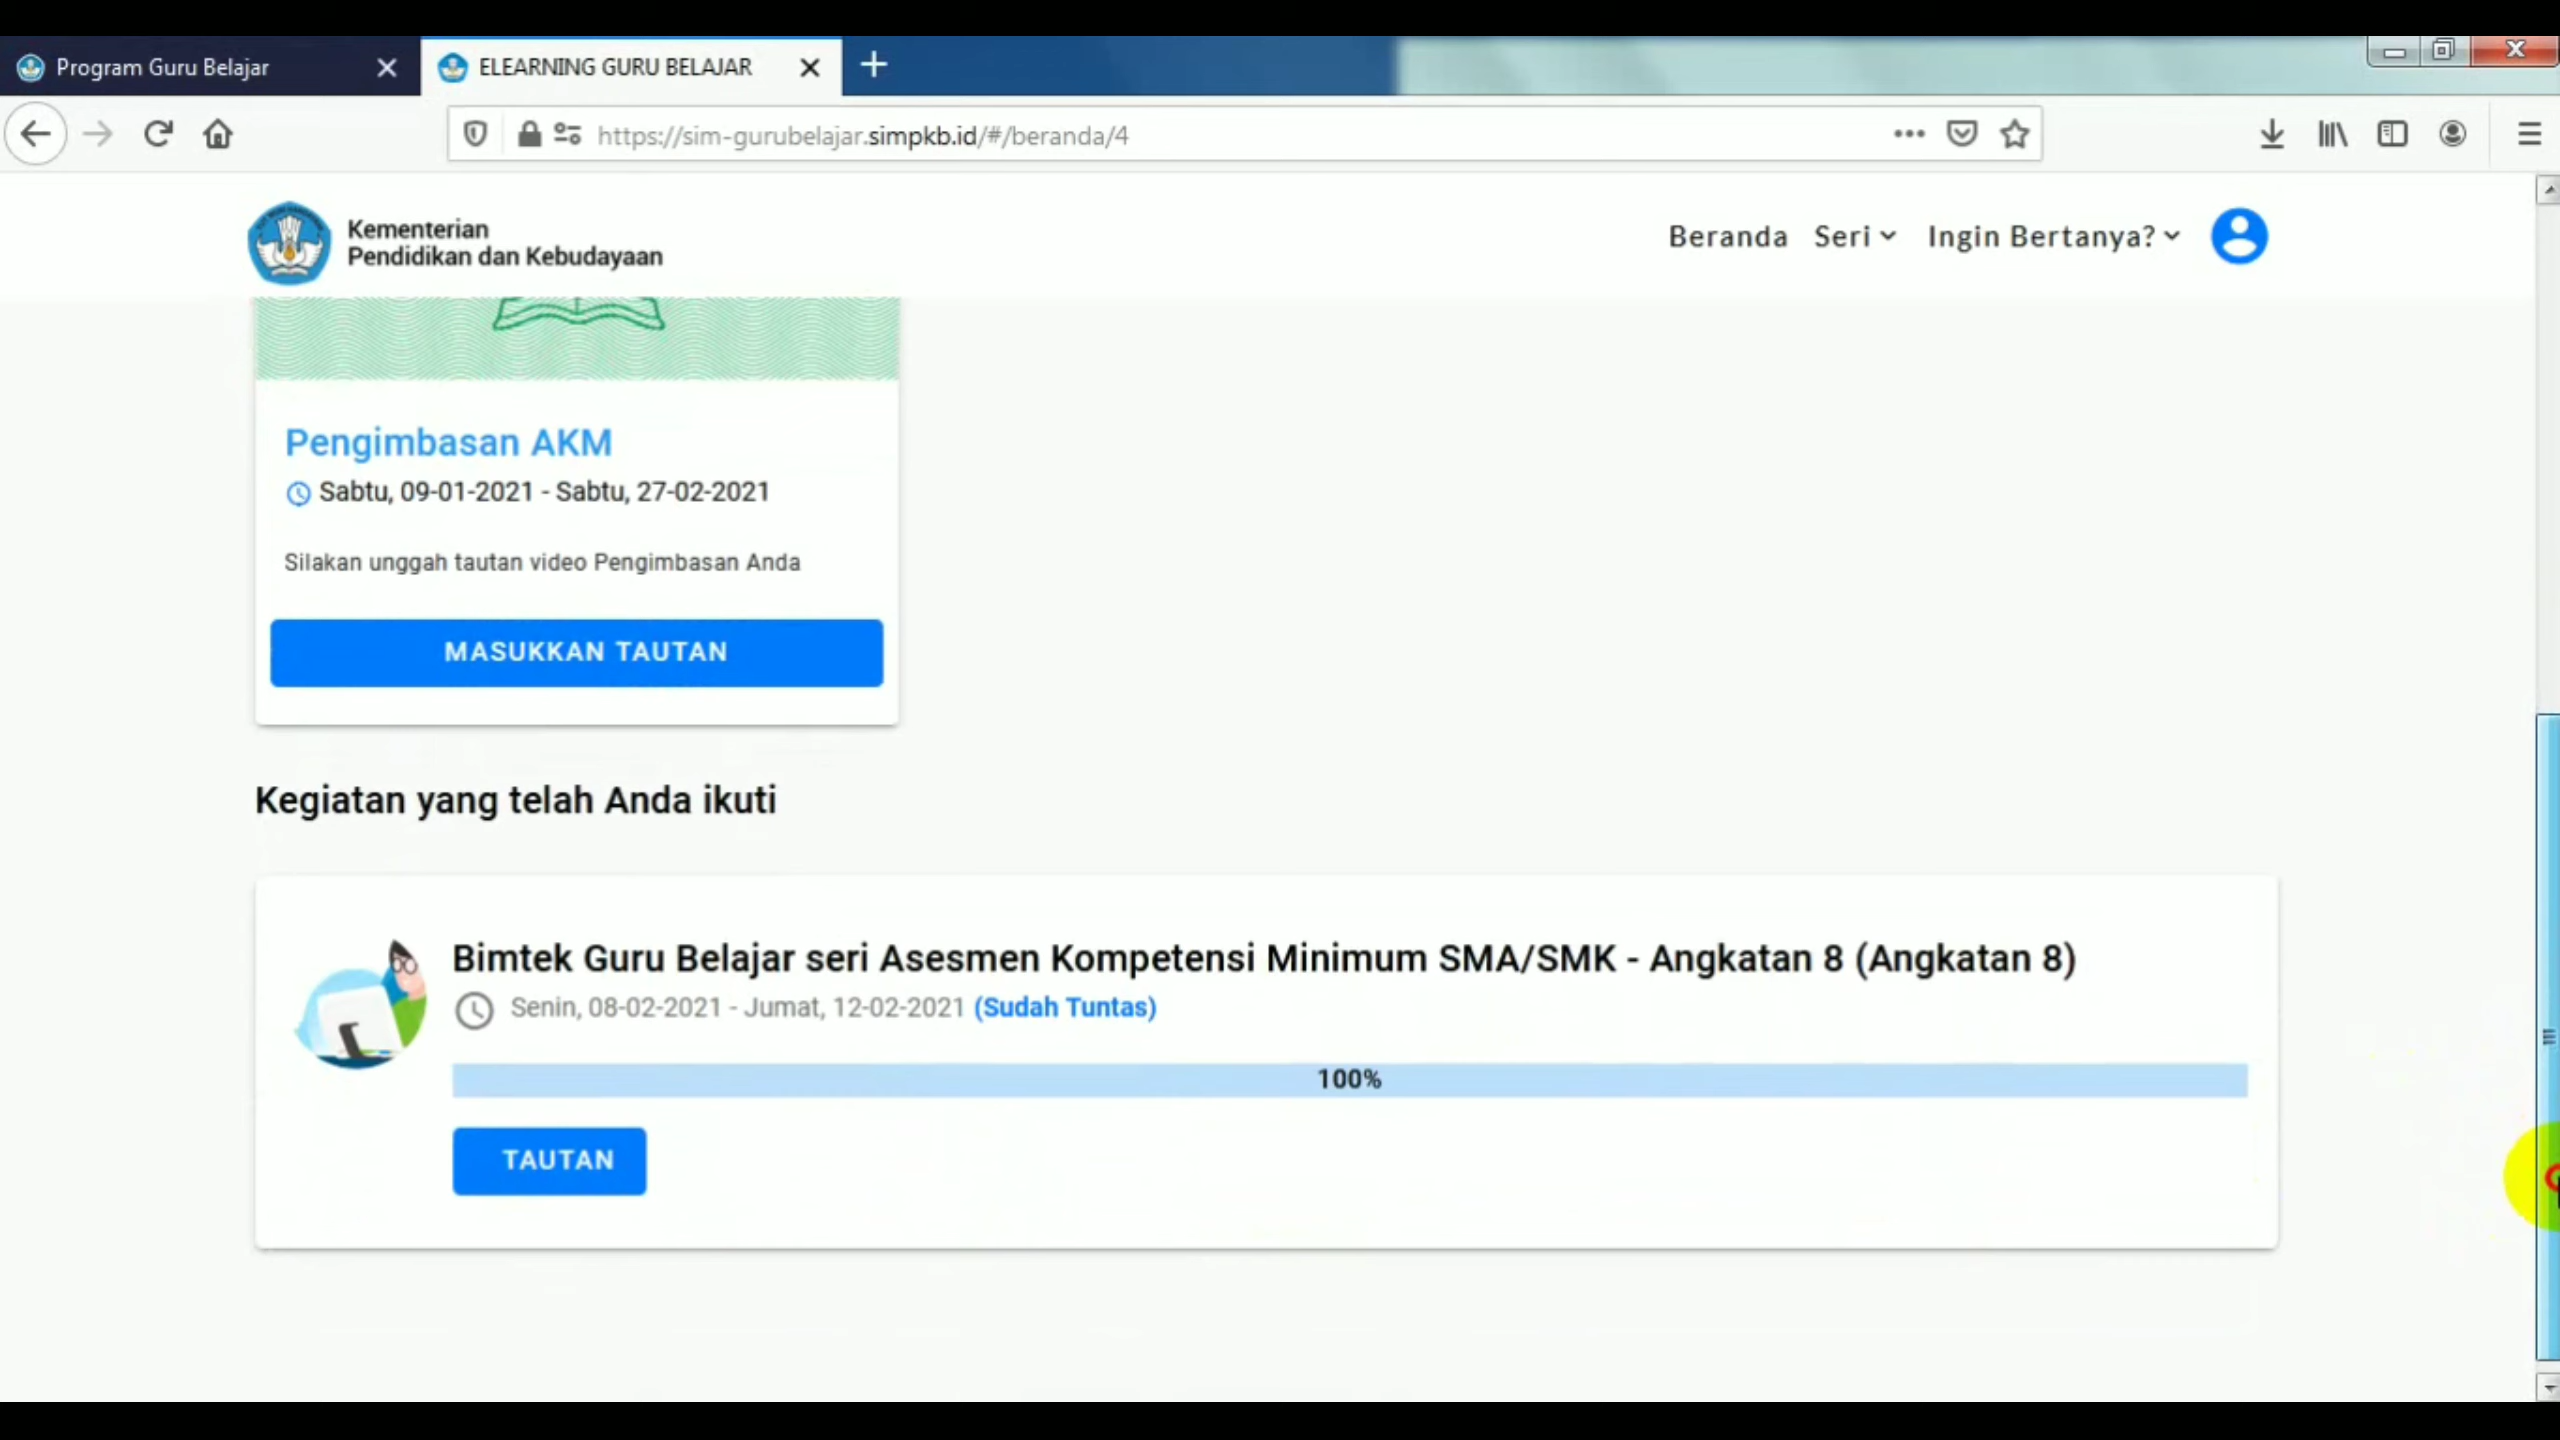 Program Guru Belajar
ELEARNING GURU BELAJAR
https://sim-gurubelajar.simpkb.id/#/beranda/4
Kementerian
Pendidikan dan Kebudayaan
Beranda Seri Ingin Bertanya?
Pengimbasan AKM
Sabtu, 09-01-2021 - Sabtu, 27-02-2021
Silakan unggah tautan video Pengimbasan Anda
MASUKKAN TAUTAN
Kegiatan yang telah Anda ikuti
Bimtek Guru Belajar seri Asesmen Kompetensi Minimum SMA/SMK - Angkatan 8 (Angkatan 8)
Senin, 08-02-2021 - Jumat, 12-02-2021 (Sudah Tuntas)
100%
TAUTAN